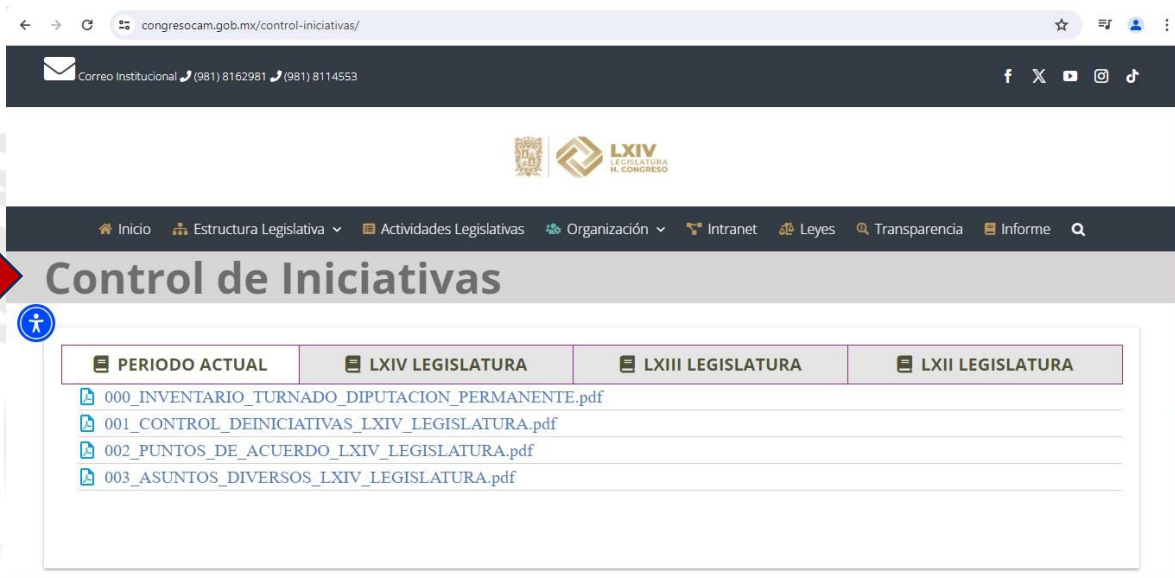 congresocam.gob.mx/control-iniciativas/
Correo Institucional (981) 8162981 (981) 8114553
LXIV
LEGISLATURA
H. CONGRESO
Inicio Estructura Legislativa Actividades Legislativas Organización Intranet Leyes Transparencia Informe
Control de Iniciativas
PERIODO ACTUAL LXIV LEGISLATURA LXIII LEGISLATURA LXII LEGISLATURA
000_INVENTARIO_TURNADO_DIPUTACION_PERMANENTE.pdf
001_CONTROL_DEINICIATIVAS_LXIV_LEGISLATURA.pdf
002_PUNTOS_DE_ACUERDO_LXIV_LEGISLATURA.pdf
003_ASUNTOS_DIVERSOS_LXIV_LEGISLATURA.pdf